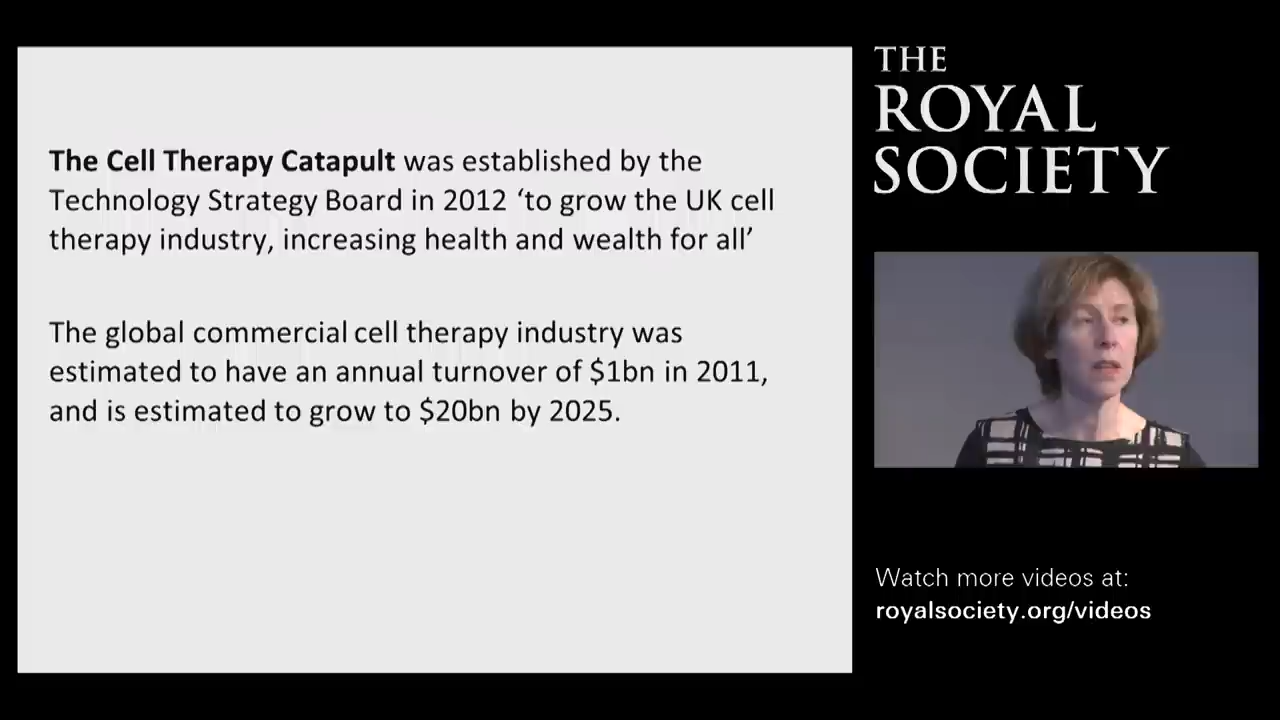 The Cell Therapy Catapult was established by the
Technology Strategy Board in 2012 ‘to grow the UK cell
therapy industry, increasing health and wealth for all’
The global commercial cell therapy industry was
estimated to have an annual turnover of $1bn in 2011,
and is estimated to grow to $20bn by 2025.
THE
ROYAL
SOCIETY
Watch more videos at:
royalsociety.org/videos